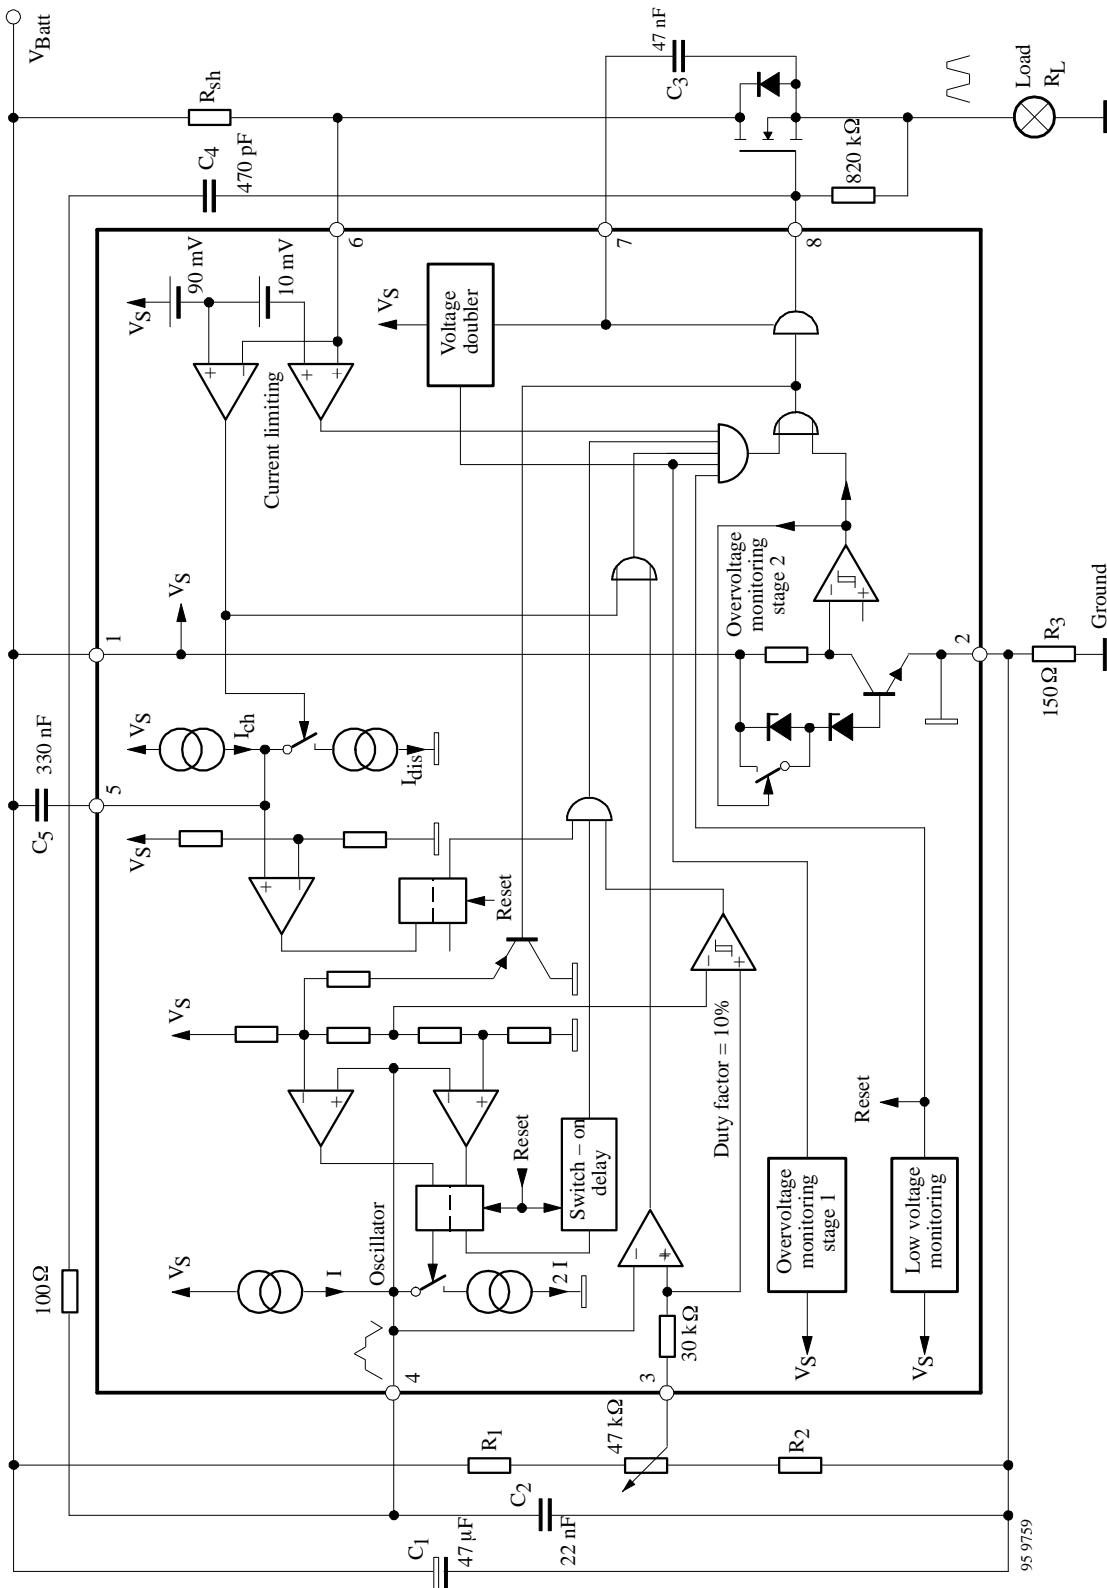 C1
47 µF
C2
22 nF
R1
47 kΩ
R2
100 Ω
4
3
30 kΩ
VS
I
Oscillator
2 I
Reset
Switch – on
delay
VS
Duty factor = 10%
Overvoltage
monitoring
stage 1
VS
Low voltage
monitoring
VS
Reset
95 9759
C5
330 nF
5
VS
Reset
VS
Ich
Idis
1
VS
Overvoltage
monitoring
stage 2
2
R3
150 Ω
Ground
Current limiting
VS
90 mV
10 mV
VS
Voltage
doubler
6
7
8
C4
470 pF
Rsh
VBatt
C3
47 nF
820 kΩ
Load
RL
+
–
+
+
+
–
–
+
–
+
–
+
–
+
–
+